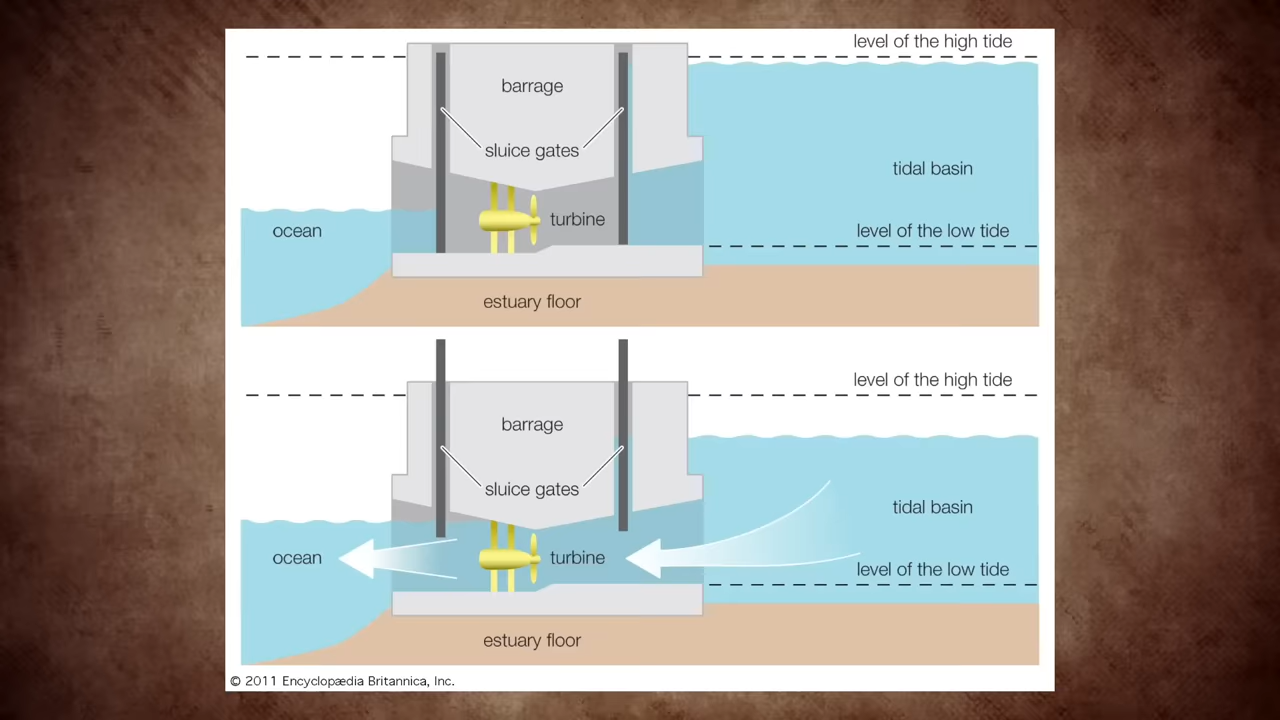 level of the high tide
barrage
sluice gates
tidal basin
turbine
ocean
level of the low tide
estuary floor
level of the high tide
barrage
sluice gates
tidal basin
ocean
turbine
level of the low tide
estuary floor
© 2011 Encyclopædia Britannica, Inc.